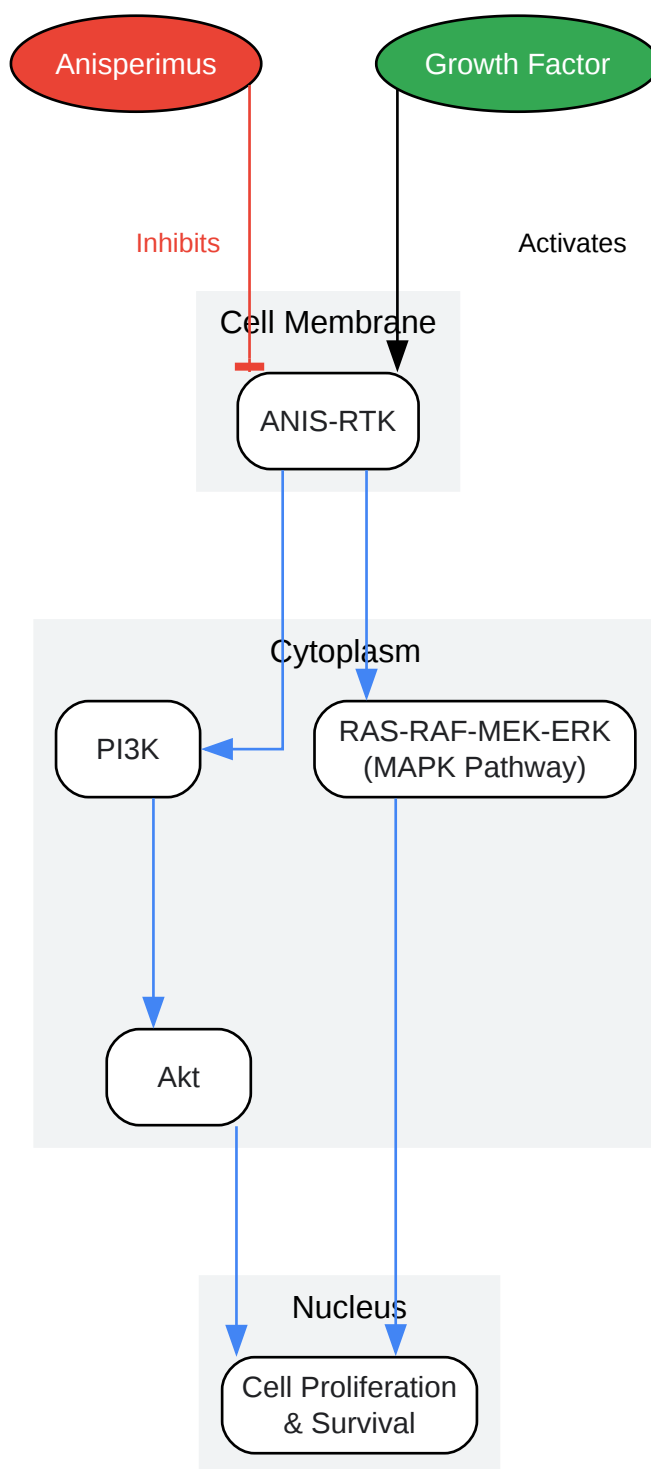 Anisperimus
Growth Factor
Inhibits
Activates
Cell Membrane
ANIS-RTK
Cytoplasm
PI3K
RAS-RAF-MEK-ERK
(MAPK Pathway)
Akt
Nucleus
Cell Proliferation
& Survival